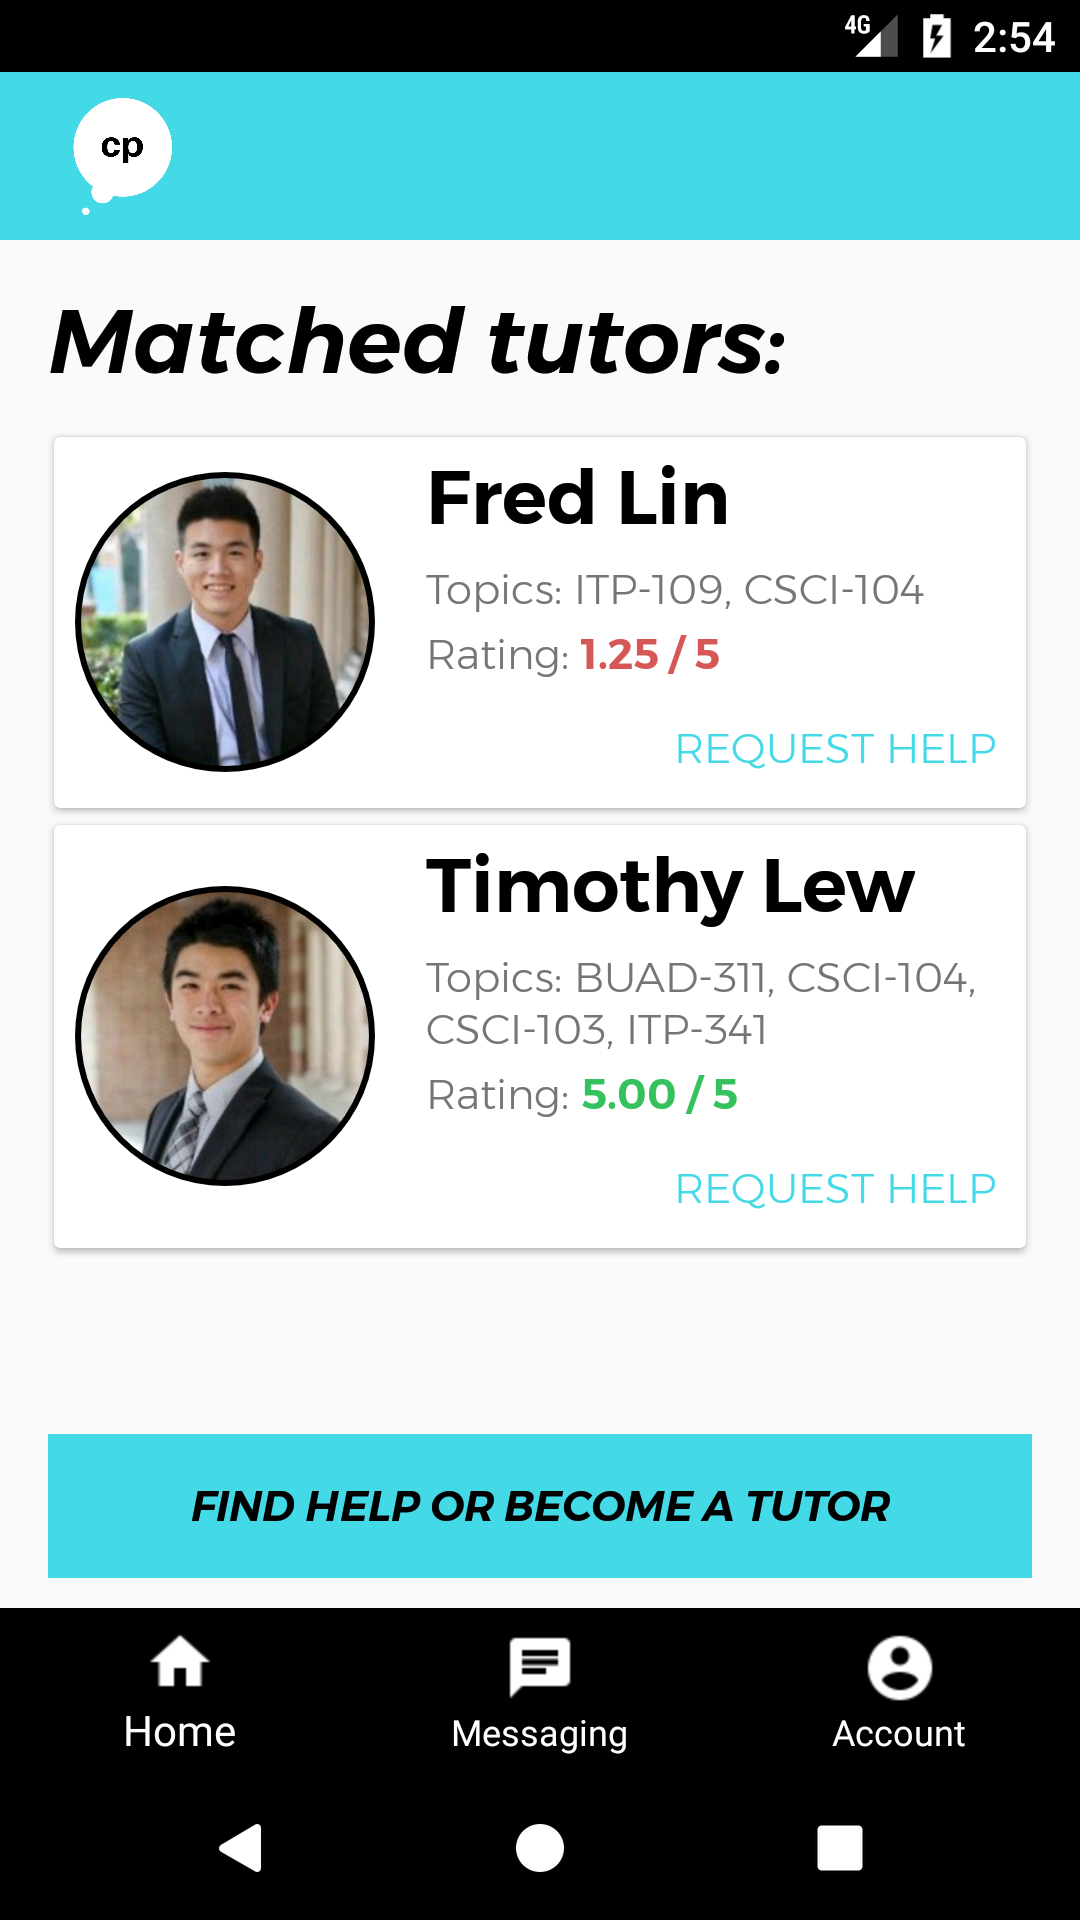 4G 2:54
cp
Matched tutors:
Fred Lin
Topics: ITP-109, CSCI-104
Rating: 1.25 / 5
REQUEST HELP
Timothy Lew
Topics: BUAD-311, CSCI-104,
CSCI-103, ITP-341
Rating: 5.00 / 5
REQUEST HELP
FIND HELP OR BECOME A TUTOR
Home Messaging Account